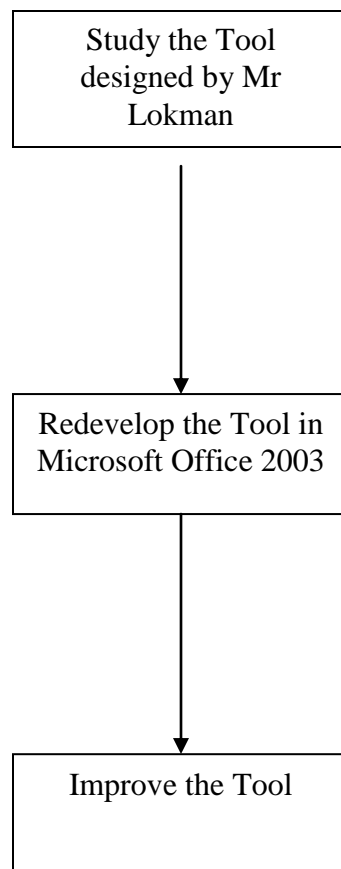 Study the Tool
designed by Mr
Lokman
Redevelop the Tool in
Microsoft Office 2003
Improve the Tool